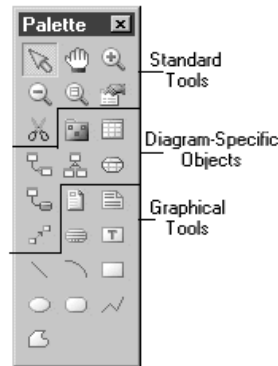 Palette
Standard
Tools
Diagram-Specific
Objects
Graphical
Tools
T